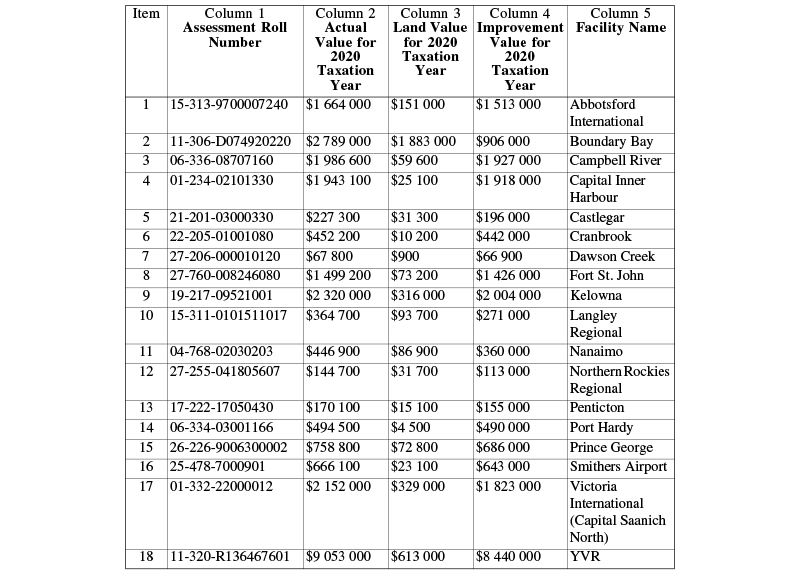 Item Column 1 Column 2 Column 3 Column 4 Column 5
Assessment Roll Actual Land Value Improvement Facility Name
Number Value for for 2020 Value for
2020 Taxation 2020
Taxation Year Taxation
Year Year
1 15-313-9700007240 $1 664 000 $151 000 $1 513 000 Abbotsford
International
2 11-306-D074920220 $2 789 000 $1 883 000 $906 000 Boundary Bay
3 06-336-08707160 $1 986 600 $59 600 $1 927 000 Campbell River
4 01-234-02101330 $1 943 100 $25 100 $1 918 000 Capital Inner
Harbour
5 21-201-03000330 $227 300 $31 300 $196 000 Castlegar
6 22-205-01001080 $452 200 $10 200 $442 000 Cranbrook
7 27-206-000010120 $67 800 $900 $66 900 Dawson Creek
8 27-760-008246080 $1 499 200 $73 200 $1 426 000 Fort St. John
9 19-217-09521001 $2 320 000 $316 000 $2 004 000 Kelowna
10 15-311-0101511017 $364 700 $93 700 $271 000 Langley
Regional
11 04-768-02030203 $446 900 $86 900 $360 000 Nanaimo
12 27-255-041805607 $144 700 $31 700 $113 000 Northern Rockies
Regional
13 17-222-17050430 $170 100 $15 100 $155 000 Penticton
14 06-334-03001166 $494 500 $4 500 $490 000 Port Hardy
15 26-226-9006300002 $758 800 $72 800 $686 000 Prince George
16 25-478-7000901 $666 100 $23 100 $643 000 Smithers Airport
17 01-332-22000012 $2 152 000 $329 000 $1 823 000 Victoria
International
(Capital Saanich
North)
18 11-320-R136467601 $9 053 000 $613 000 $8 440 000 YVR